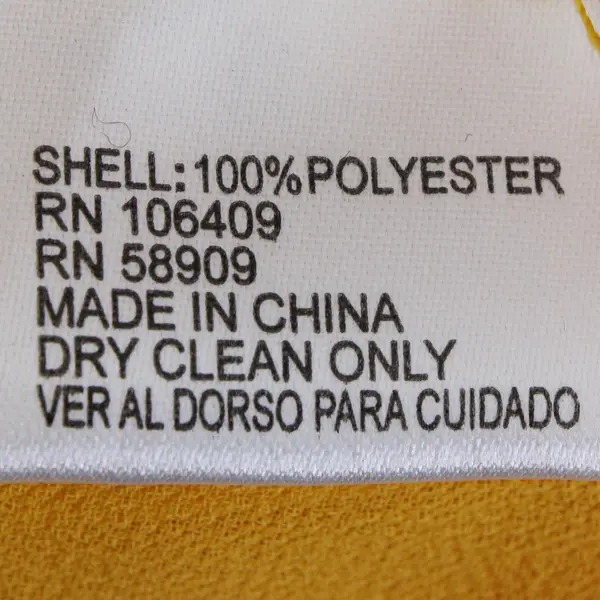 SHELL: 100% POLYESTER
RN 106409
RN 58909
MADE IN CHINA
DRY CLEAN ONLY
VER AL DORSO PARA CUIDADO